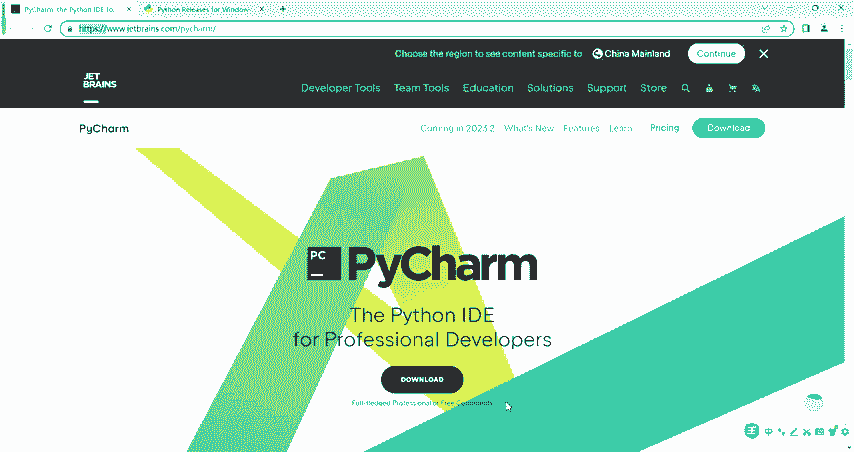 PyCharm: the Python IDE fo
Python Releases for Window
https://www.jetbrains.com/pycharm/
Choose the region to see content specific to China Mainland Continue
JET
BRAINS
Developer Tools Team Tools Education Solutions Support Store
PyCharm Coming in 2023.2 What's New Features Learn Pricing Download
PC
PyCharm
The Python IDE
for Professional Developers
DOWNLOAD
Full-fledged Professional or Free Community
中